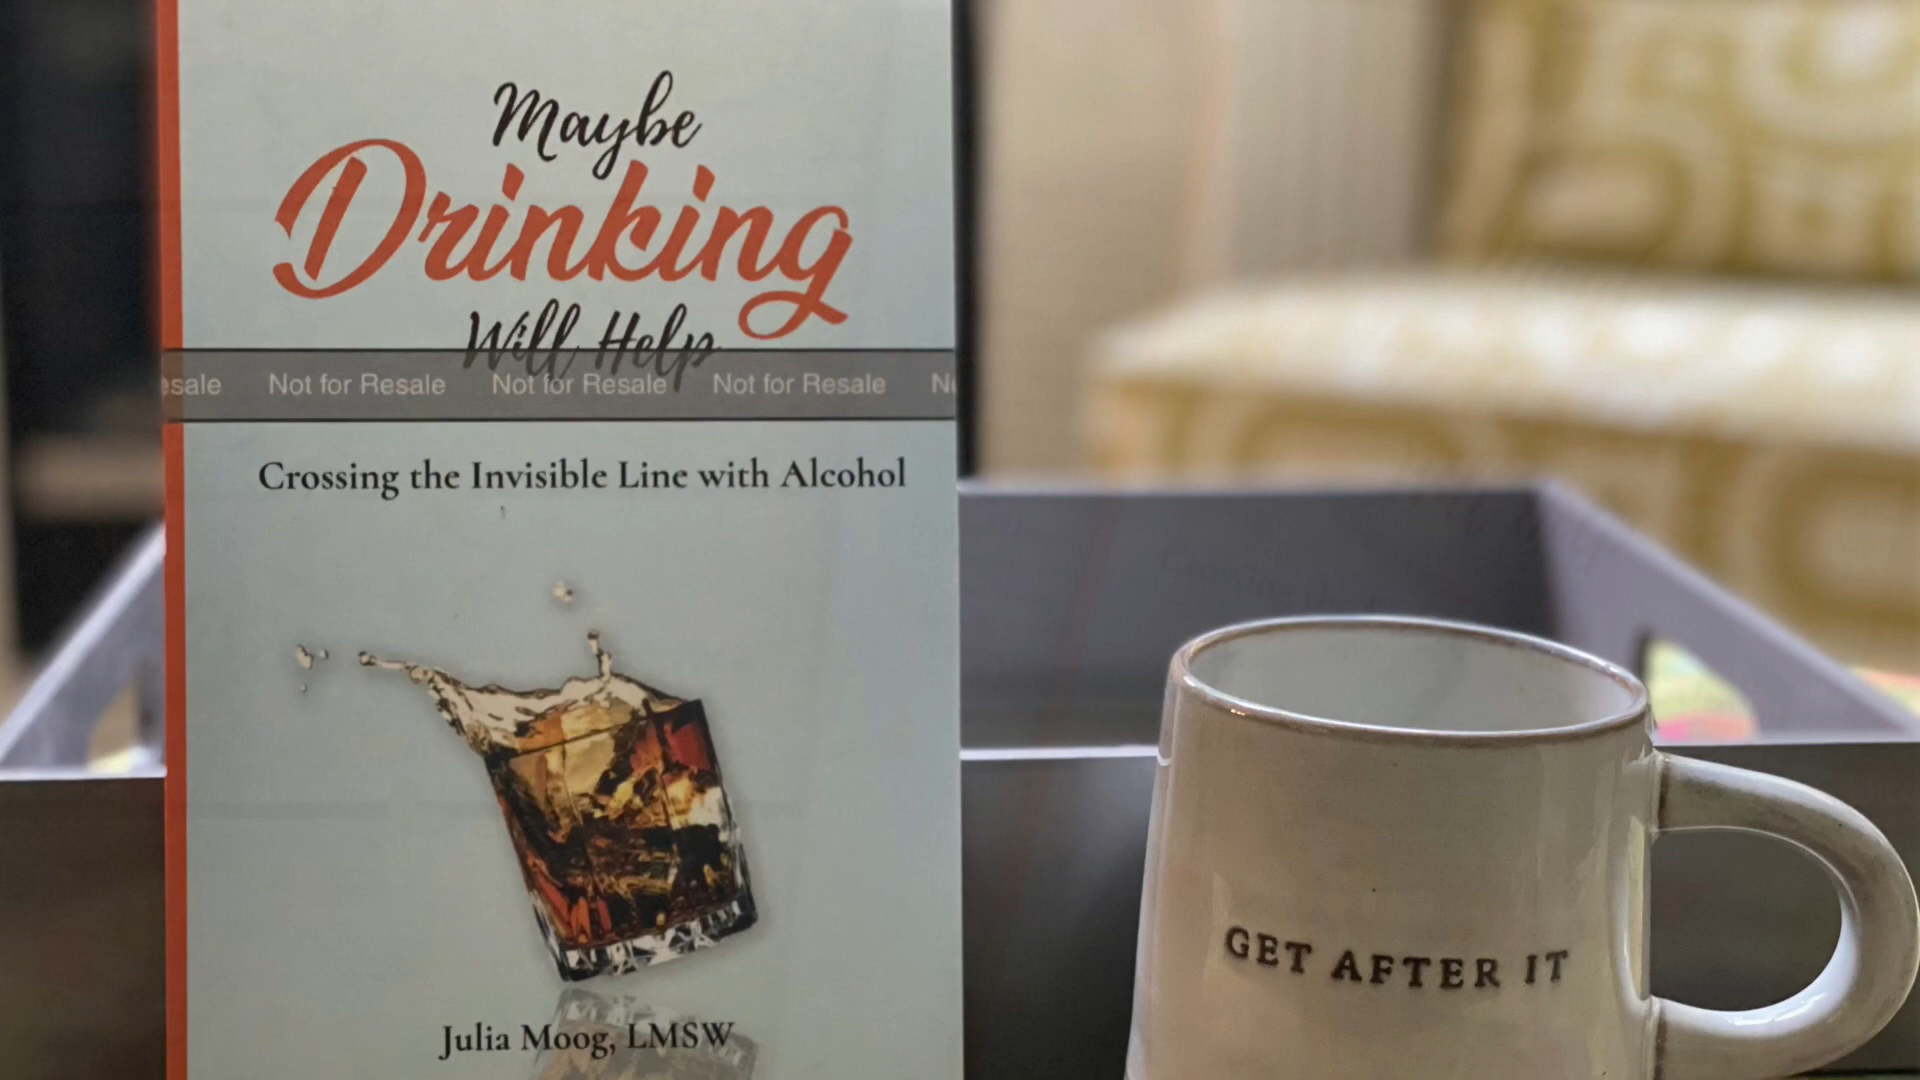 Maybe
Drinking
Will Help
esale Not for Resale Not for Resale Not for Resale N
Crossing the Invisible Line with Alcohol
Julia Moog, LMSW
GET AFTER IT